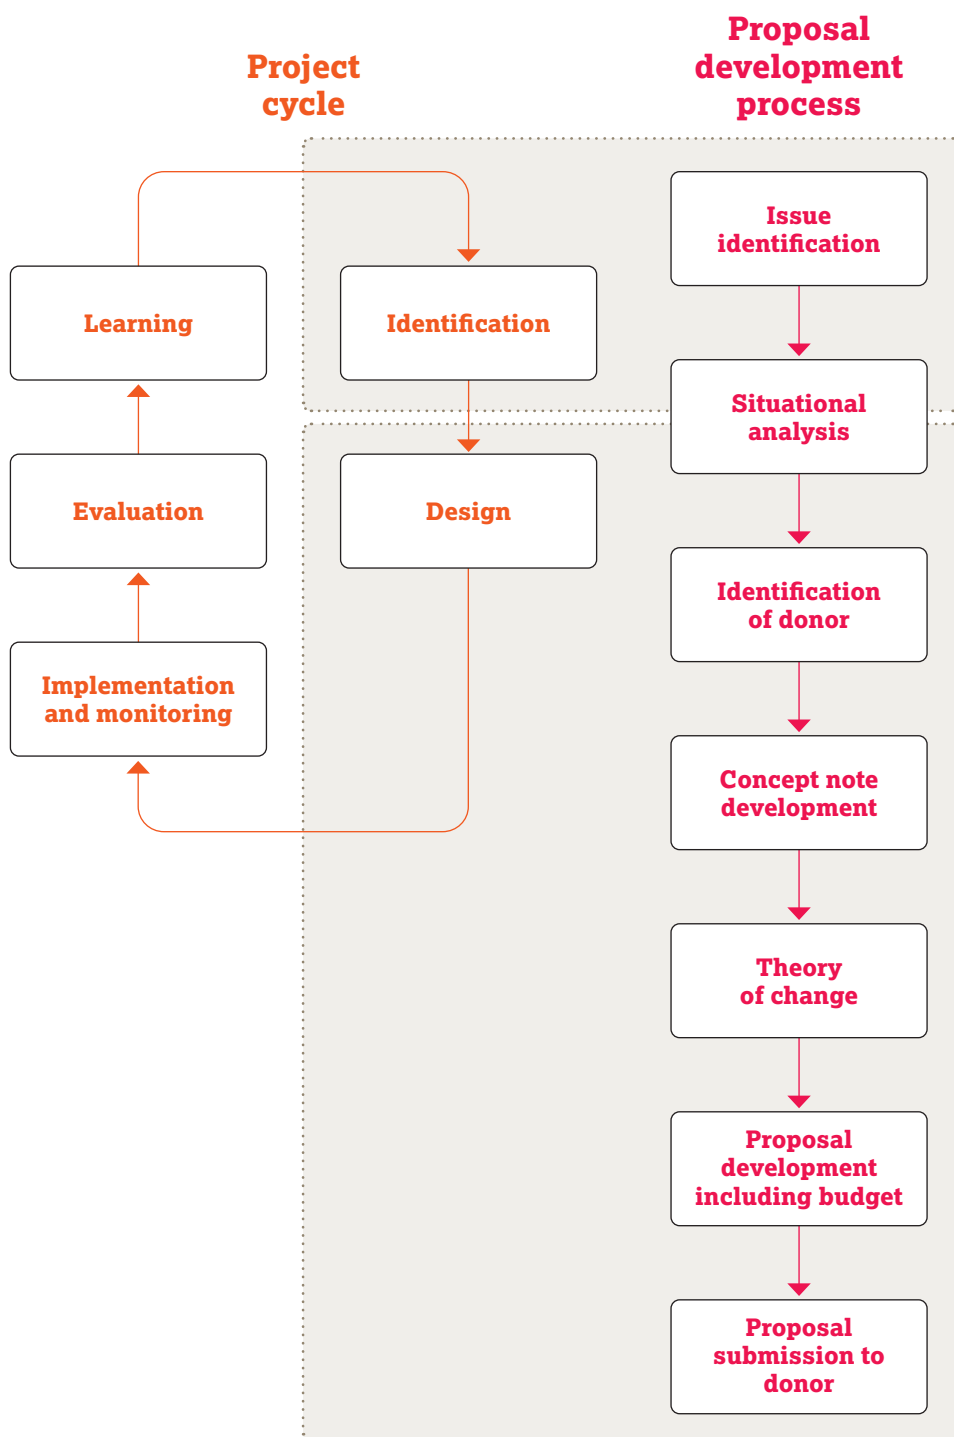 Project
cycle
Proposal
development
process
Learning
Identification
Evaluation
Design
Implementation
and monitoring
Issue
identification
Situational
analysis
Identification
of donor
Concept note
development
Theory
of change
Proposal
development
including budget
Proposal
submission to
donor